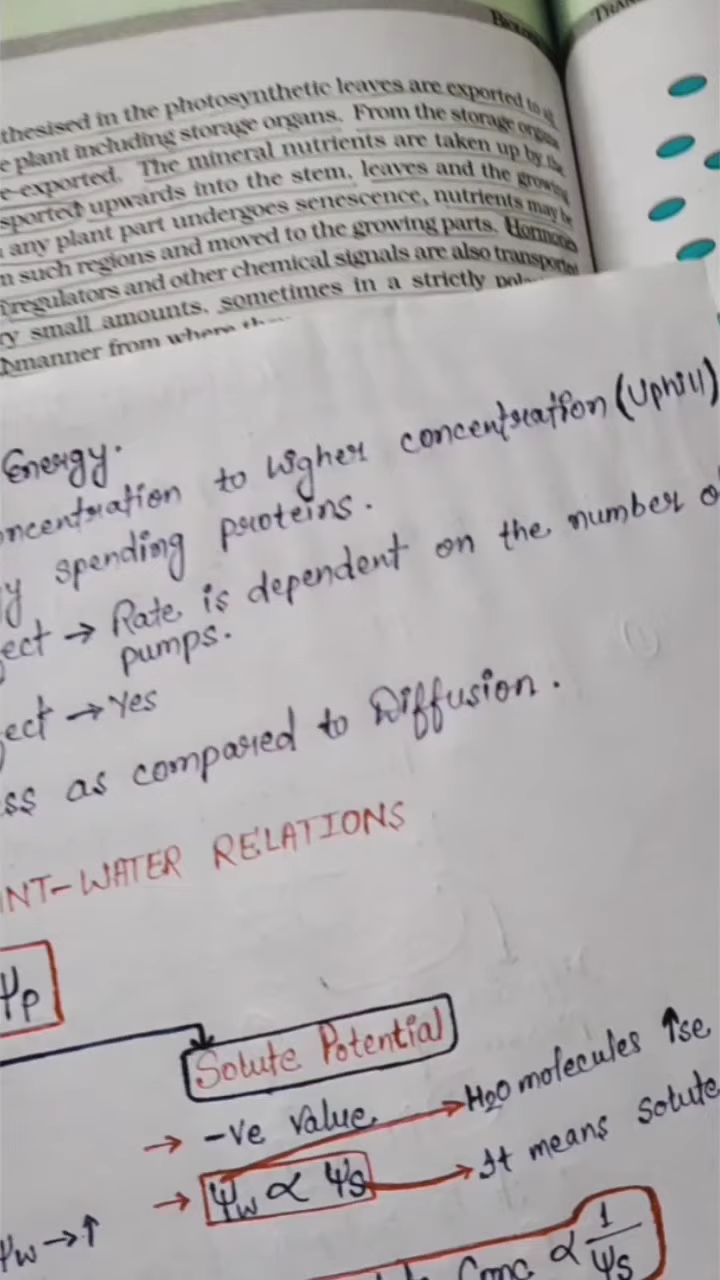 TRAN
thesised in the photosynthetic leaves are exported to
e plant including storage organs. From the storage organs
e-exported. The mineral nutrients are taken up by the
sported upwards into the stem, leaves and the growing
any plant part undergoes senescence, nutrients may be
n such regions and moved to the growing parts. Hormones
regulators and other chemical signals are also transported
ry small amounts, sometimes in a strictly
manner from where
Energy.
oncentration to higher concentration (Uphill)
y spending proteins.
ect → Rate is dependent on the number o
pumps.
ect → Yes
ss as compared to Diffusion.
NT-WATER RELATIONS
Ψp
Solute Potential
→ -ve value
→ H2O molecules ↑se
→ Ψw ∝ Ψs
→ It means solute
Ψw → ↑
Conc ∝ 1/Ψs